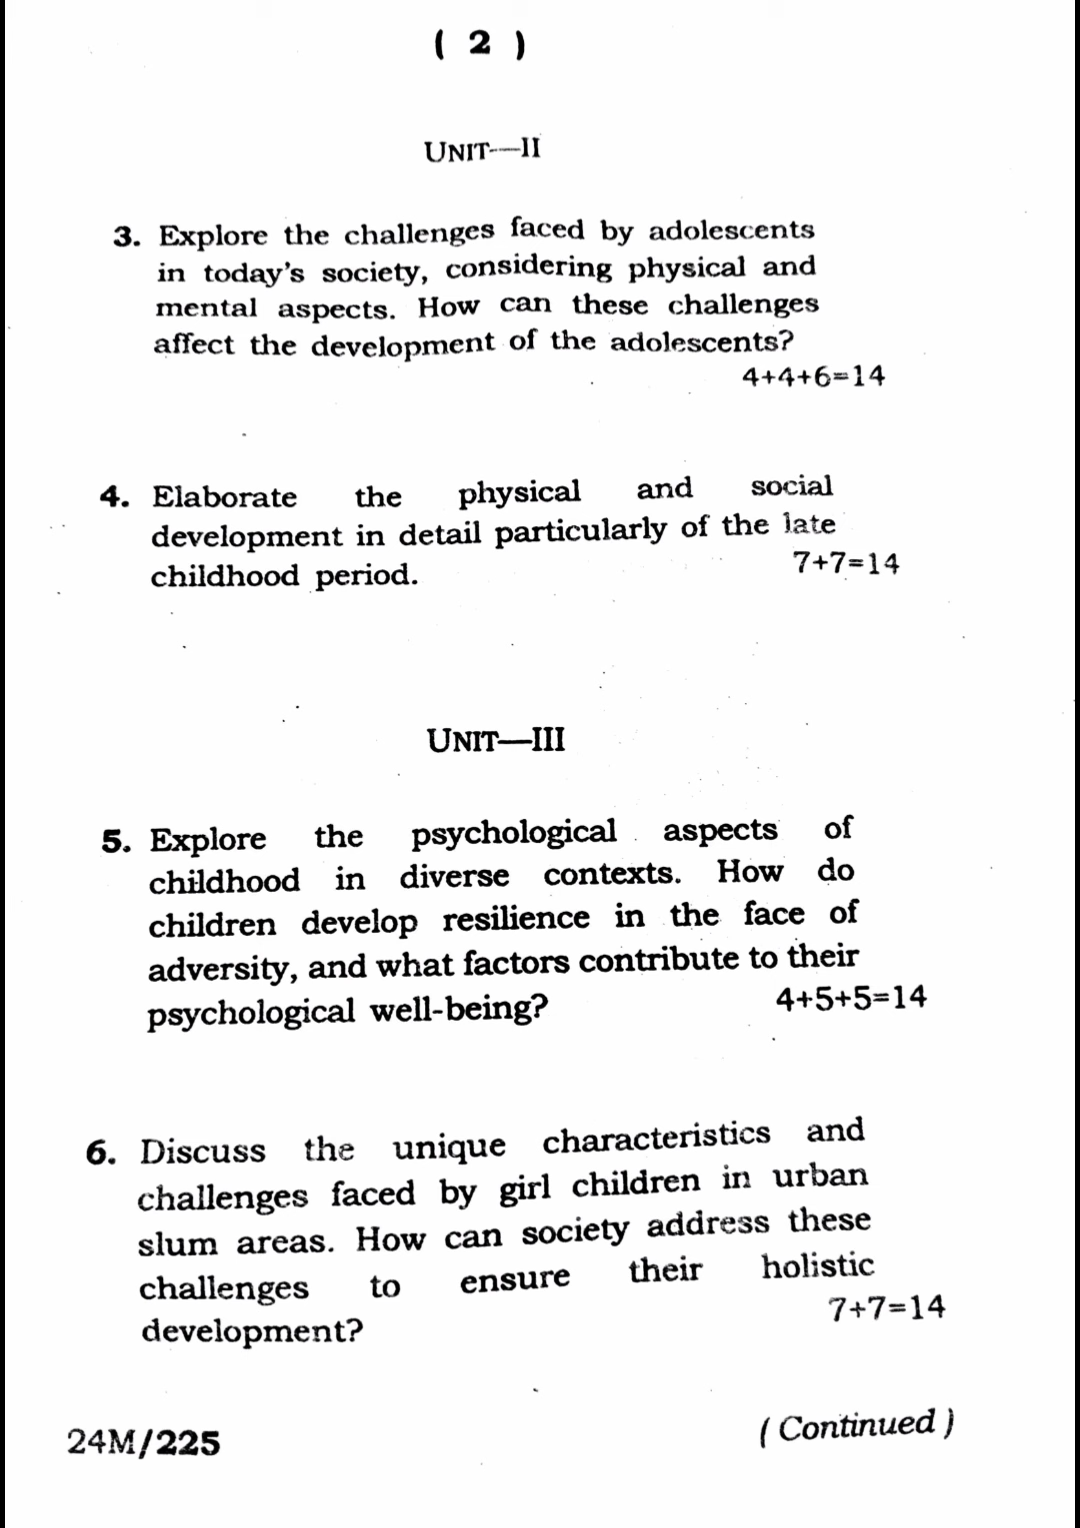 ( 2 )
UNIT—II
3. Explore the challenges faced by adolescents
in today's society, considering physical and
mental aspects. How can these challenges
affect the development of the adolescents?
4+4+6=14
4. Elaborate the physical and social
development in detail particularly of the late
childhood period. 7+7=14
UNIT—III
5. Explore the psychological aspects of
childhood in diverse contexts. How do
children develop resilience in the face of
adversity, and what factors contribute to their
psychological well-being? 4+5+5=14
6. Discuss the unique characteristics and
challenges faced by girl children in urban
slum areas. How can society address these
challenges to ensure their holistic
development? 7+7=14
24M/225 ( Continued )